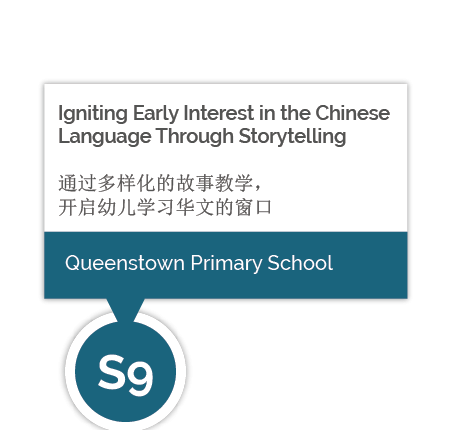 Igniting Early Interest in the Chinese
Language Through Storytelling
通过多样化的故事教学，
开启幼儿学习华文的窗口
Queenstown Primary School
S9